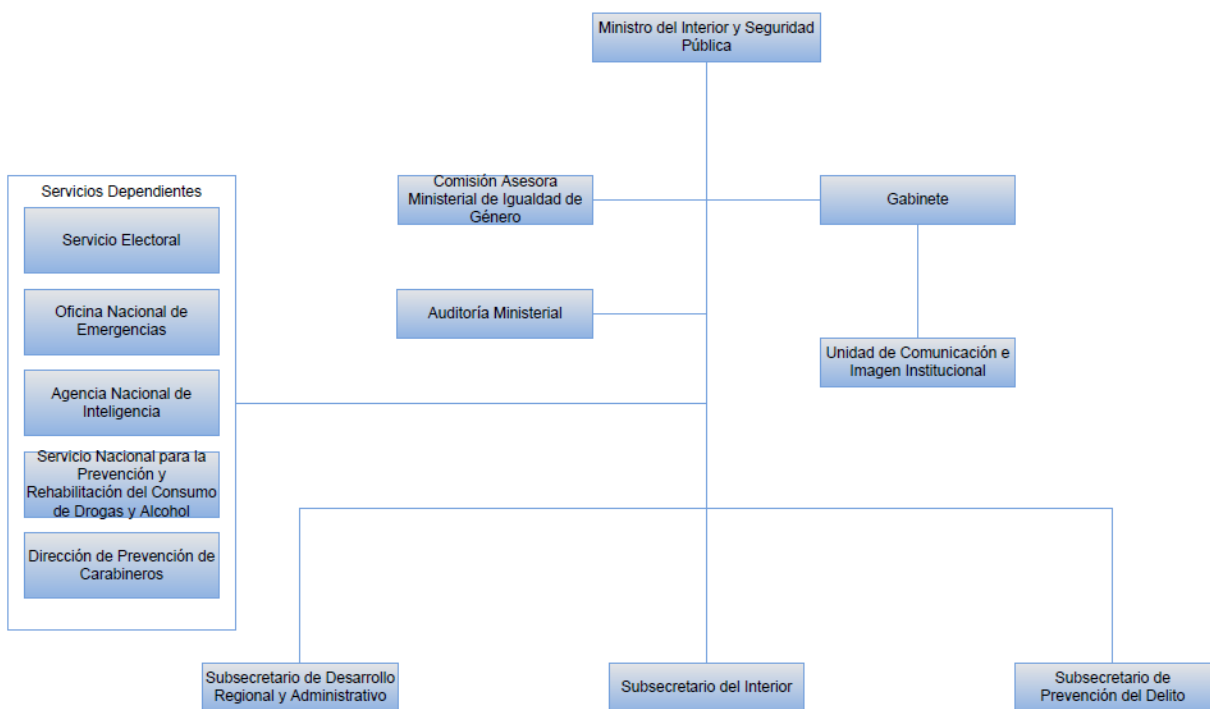 Ministro del Interior y Seguridad
Pública
Comisión Asesora
Ministerial de Igualdad de
Género
Gabinete
Auditoría Ministerial
Unidad de Comunicación e
Imagen Institucional
Servicios Dependientes
Servicio Electoral
Oficina Nacional de
Emergencias
Agencia Nacional de
Inteligencia
Servicio Nacional para la
Prevención y
Rehabilitación del Consumo
de Drogas y Alcohol
Dirección de Prevención de
Carabineros
Subsecretario de Desarrollo
Regional y Administrativo
Subsecretario del Interior
Subsecretario de
Prevención del Delito